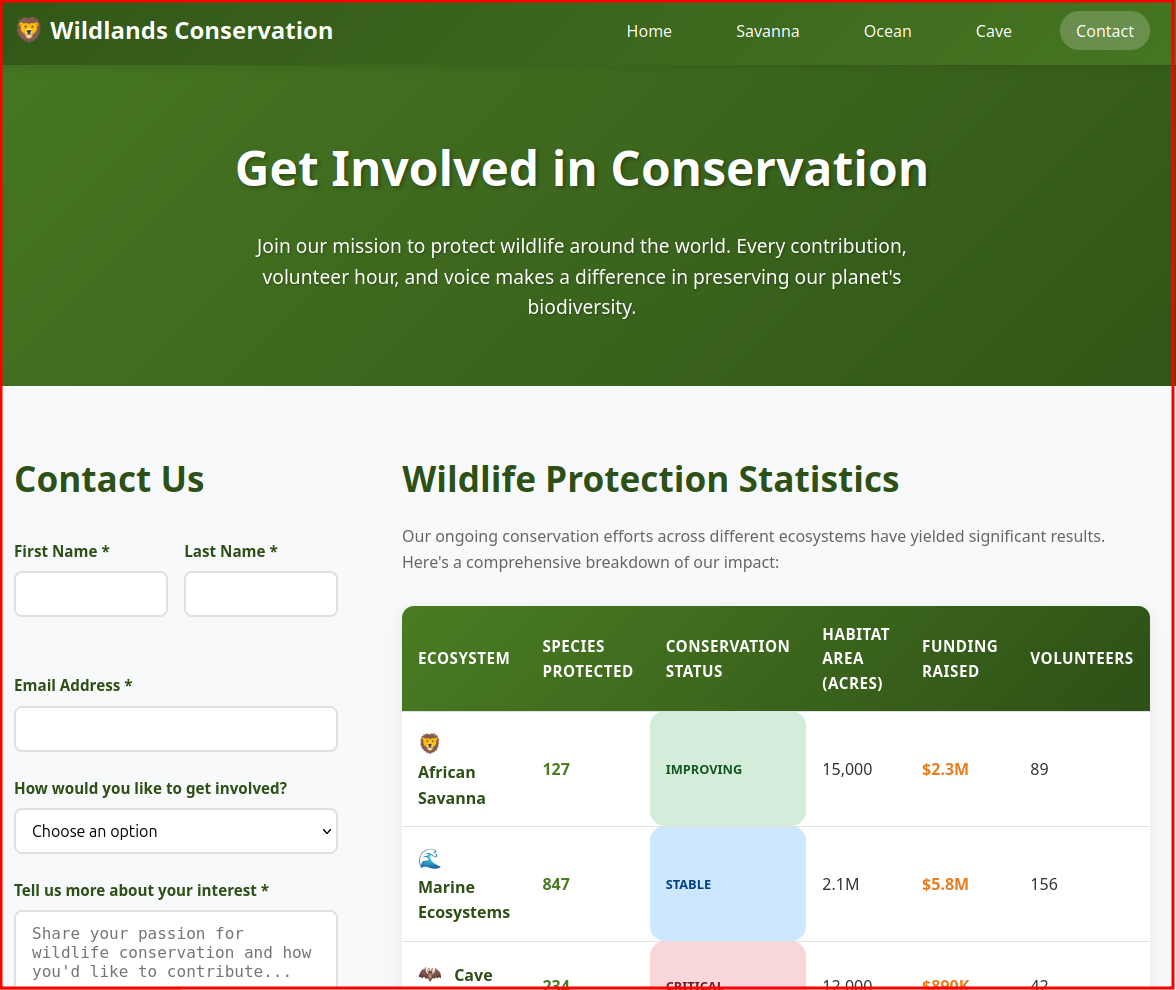 Wildlands Conservation
Home
Savanna
Ocean
Cave
Contact
Get Involved in Conservation
Join our mission to protect wildlife around the world. Every contribution,
volunteer hour, and voice makes a difference in preserving our planet's
biodiversity.
Contact Us
First Name *
Last Name *
Email Address *
How would you like to get involved?
Choose an option
Tell us more about your interest *
Share your passion for
wildlife conservation and how
you'd like to contribute...
Wildlife Protection Statistics
Our ongoing conservation efforts across different ecosystems have yielded significant results.
Here's a comprehensive breakdown of our impact:
ECOSYSTEM
SPECIES
PROTECTED
CONSERVATION
STATUS
HABITAT
AREA
(ACRES)
FUNDING
RAISED
VOLUNTEERS
African
Savanna
127
IMPROVING
15,000
$2.3M
89
Marine
Ecosystems
847
STABLE
2.1M
$5.8M
156
Cave
234
CRITICAL
12,000
$890K
42